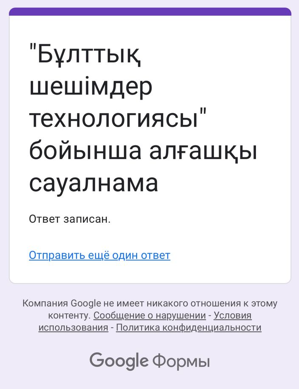 "Бұлттық
шешімдер
технологиясы"
бойынша алғашқы
сауалнама
Ответ записан.
Отправить ещё один ответ
Компания Google не имеет никакого отношения к этому
контенту. Сообщение о нарушении - Условия
использования - Политика конфиденциальности
Google Формы